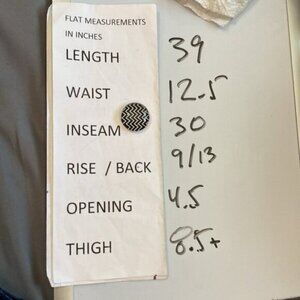 FLAT MEASUREMENTS
IN INCHES
LENGTH 39
WAIST 12.5
INSEAM 30
RISE / BACK 9/13
OPENING 4.5
THIGH 8.5+